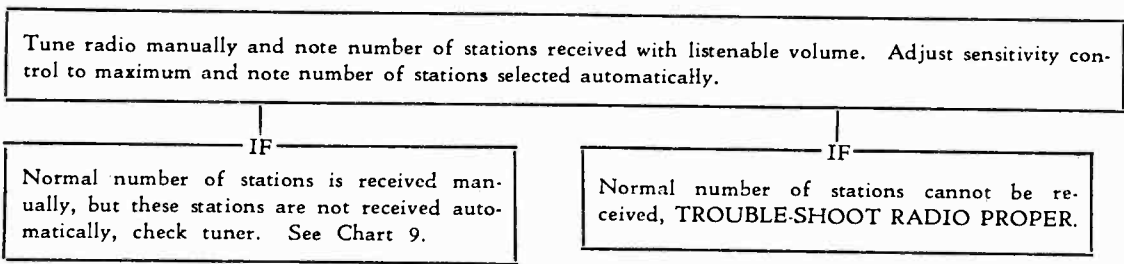 Tune radio manually and note number of stations received with listenable volume. Adjust sensitivity con-
trol to maximum and note number of stations selected automatically.
IF
Normal number of stations is received man-
ually, but these stations are not received auto-
matically, check tuner. See Chart 9.
IF
Normal number of stations cannot be re-
ceived, TROUBLE-SHOOT RADIO PROPER.